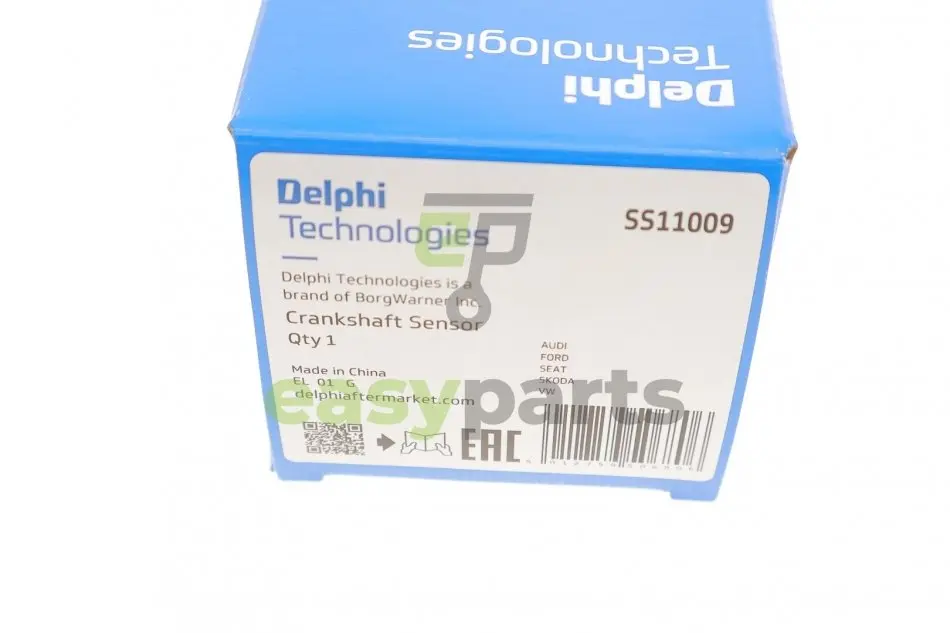 Delphi
Technologies
Delphi
Technologies
SS11009
Delphi Technologies is a
brand of BorgWarner Inc.
Crankshaft Sensor
Qty 1
AUDI
FORD
SEAT
SKODA
VW
Made in China
EL 01 G
delphiaftermarket.com
easyparts
EAC